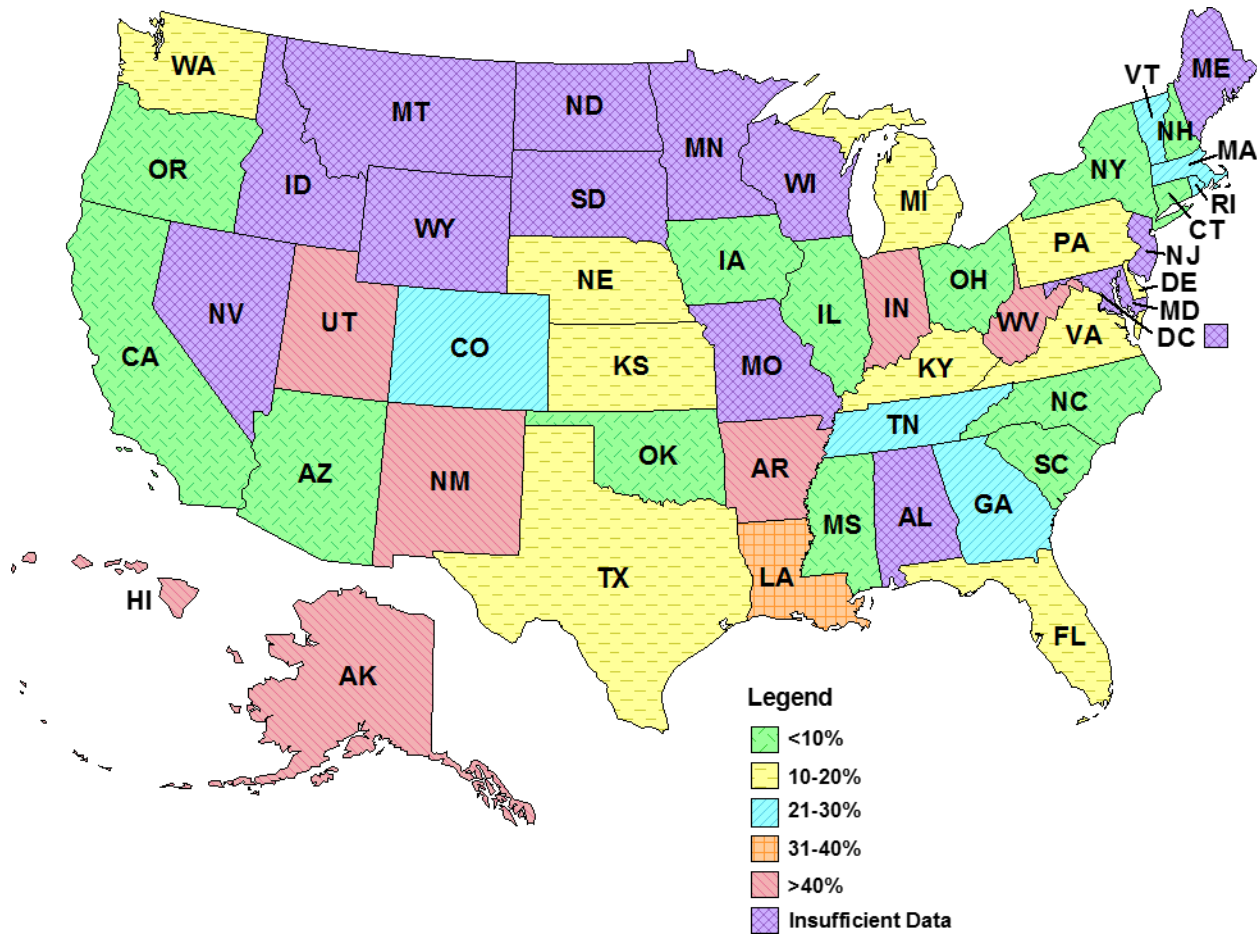 WA
MT
ND
MN
VT
ME
NH
MA
OR
ID
SD
WI
MI
NY
RI
CT
WY
PA
NJ
IA
NE
OH
DE
MD
NV
UT
CO
IL
IN
WV
VA
DC
CA
KS
MO
KY
NC
TN
AZ
NM
OK
AR
SC
MS
AL
GA
TX
LA
HI
AK
FL
Legend
<10%
10-20%
21-30%
31-40%
>40%
Insufficient Data